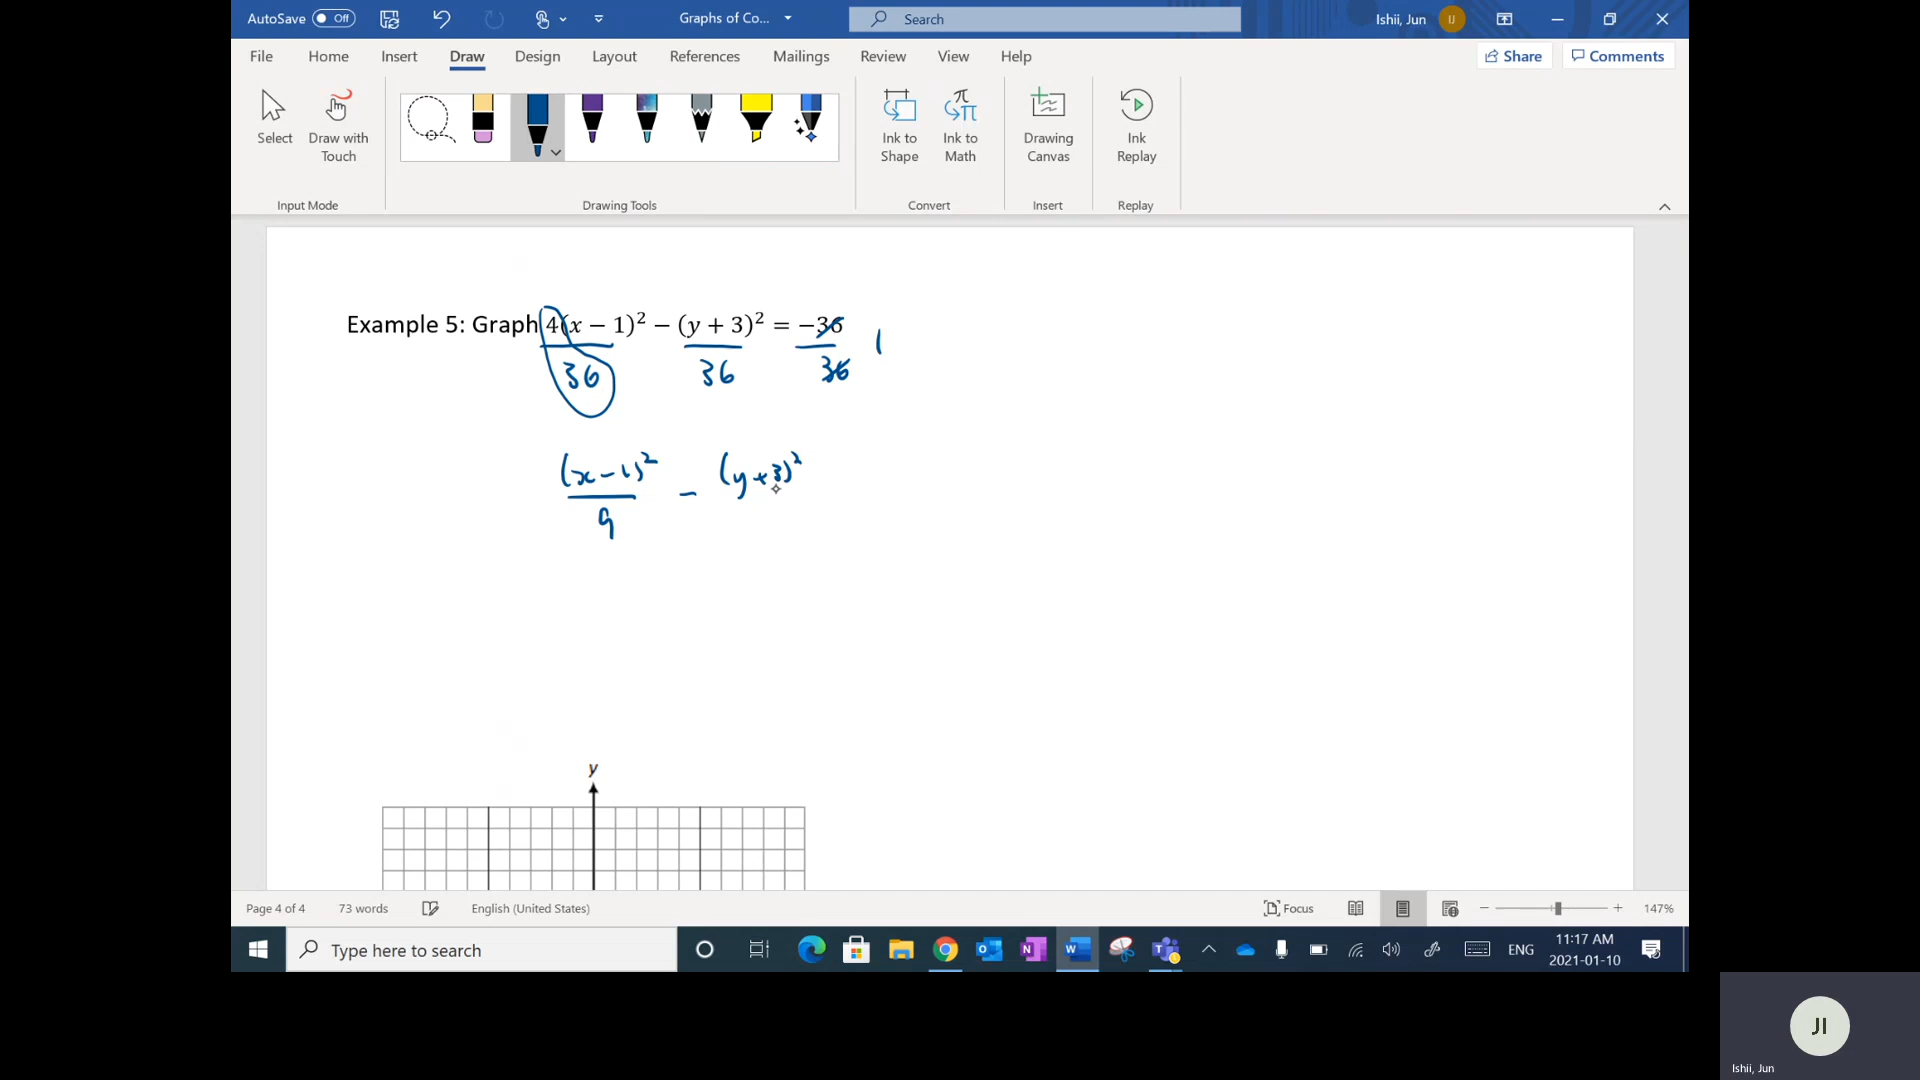 AutoSave Off Graphs of Co... Search Ishii, Jun IJ
File Home Insert Draw Design Layout References Mailings Review View Help Share Comments
Select Draw with Touch Ink to Shape Ink to Math Drawing Canvas Ink Replay
Input Mode Drawing Tools Convert Insert Replay
Example 5: Graph 4(x − 1)² − (y + 3)² = −36
36 36 36 1
(x − 1)² − (y + 3)²
9
y
Page 4 of 4 73 words English (United States) Focus 147%
Type here to search ENG 11:17 AM
2021-01-10
JI
Ishii, Jun